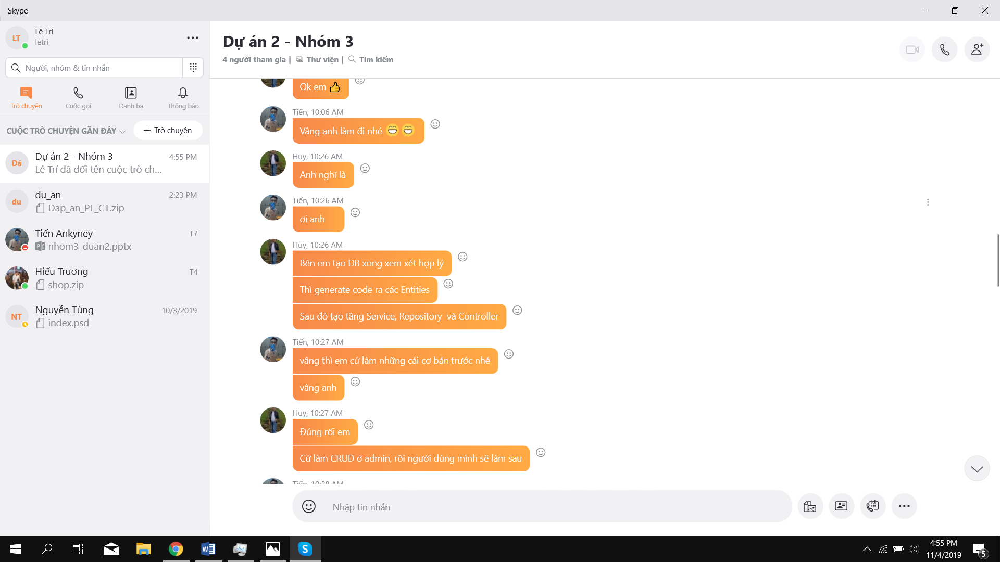 Skype
LT
Lê Trí
letri
Người, nhóm & tin nhắn
Trò chuyện
Cuộc gọi
Danh bạ
Thông báo
CUỘC TRÒ CHUYỆN GẦN ĐÂY
+ Trò chuyện
Dá
Dự án 2 - Nhóm 3
4:55 PM
Lê Trí đã đổi tên cuộc trò ch...
du
du_an
2:23 PM
Dap_an_PL_CT.zip
Tiến Ankyney
T7
nhom3_duan2.pptx
Hiếu Trương
T4
shop.zip
NT
Nguyễn Tùng
10/3/2019
index.psd
Dự án 2 - Nhóm 3
4 người tham gia | Thư viện | Tìm kiếm
Ok em
Tiến, 10:06 AM
Vâng anh làm đi nhé
Huy, 10:26 AM
Anh nghĩ là
Tiến, 10:26 AM
ơi anh
Huy, 10:26 AM
Bên em tạo DB xong xem xét hợp lý
Thì generate code ra các Entities
Sau đó tạo tầng Service, Repository  và Controller
Tiến, 10:27 AM
vâng thì em cứ làm những cái cơ bản trước nhé
vâng anh
Huy, 10:27 AM
Đúng rối em
Cứ làm CRUD ở admin, rồi người dùng mình sẽ làm sau
Tiến, 10:28 AM
Nhập tin nhắn
4:55 PM
11/4/2019
5